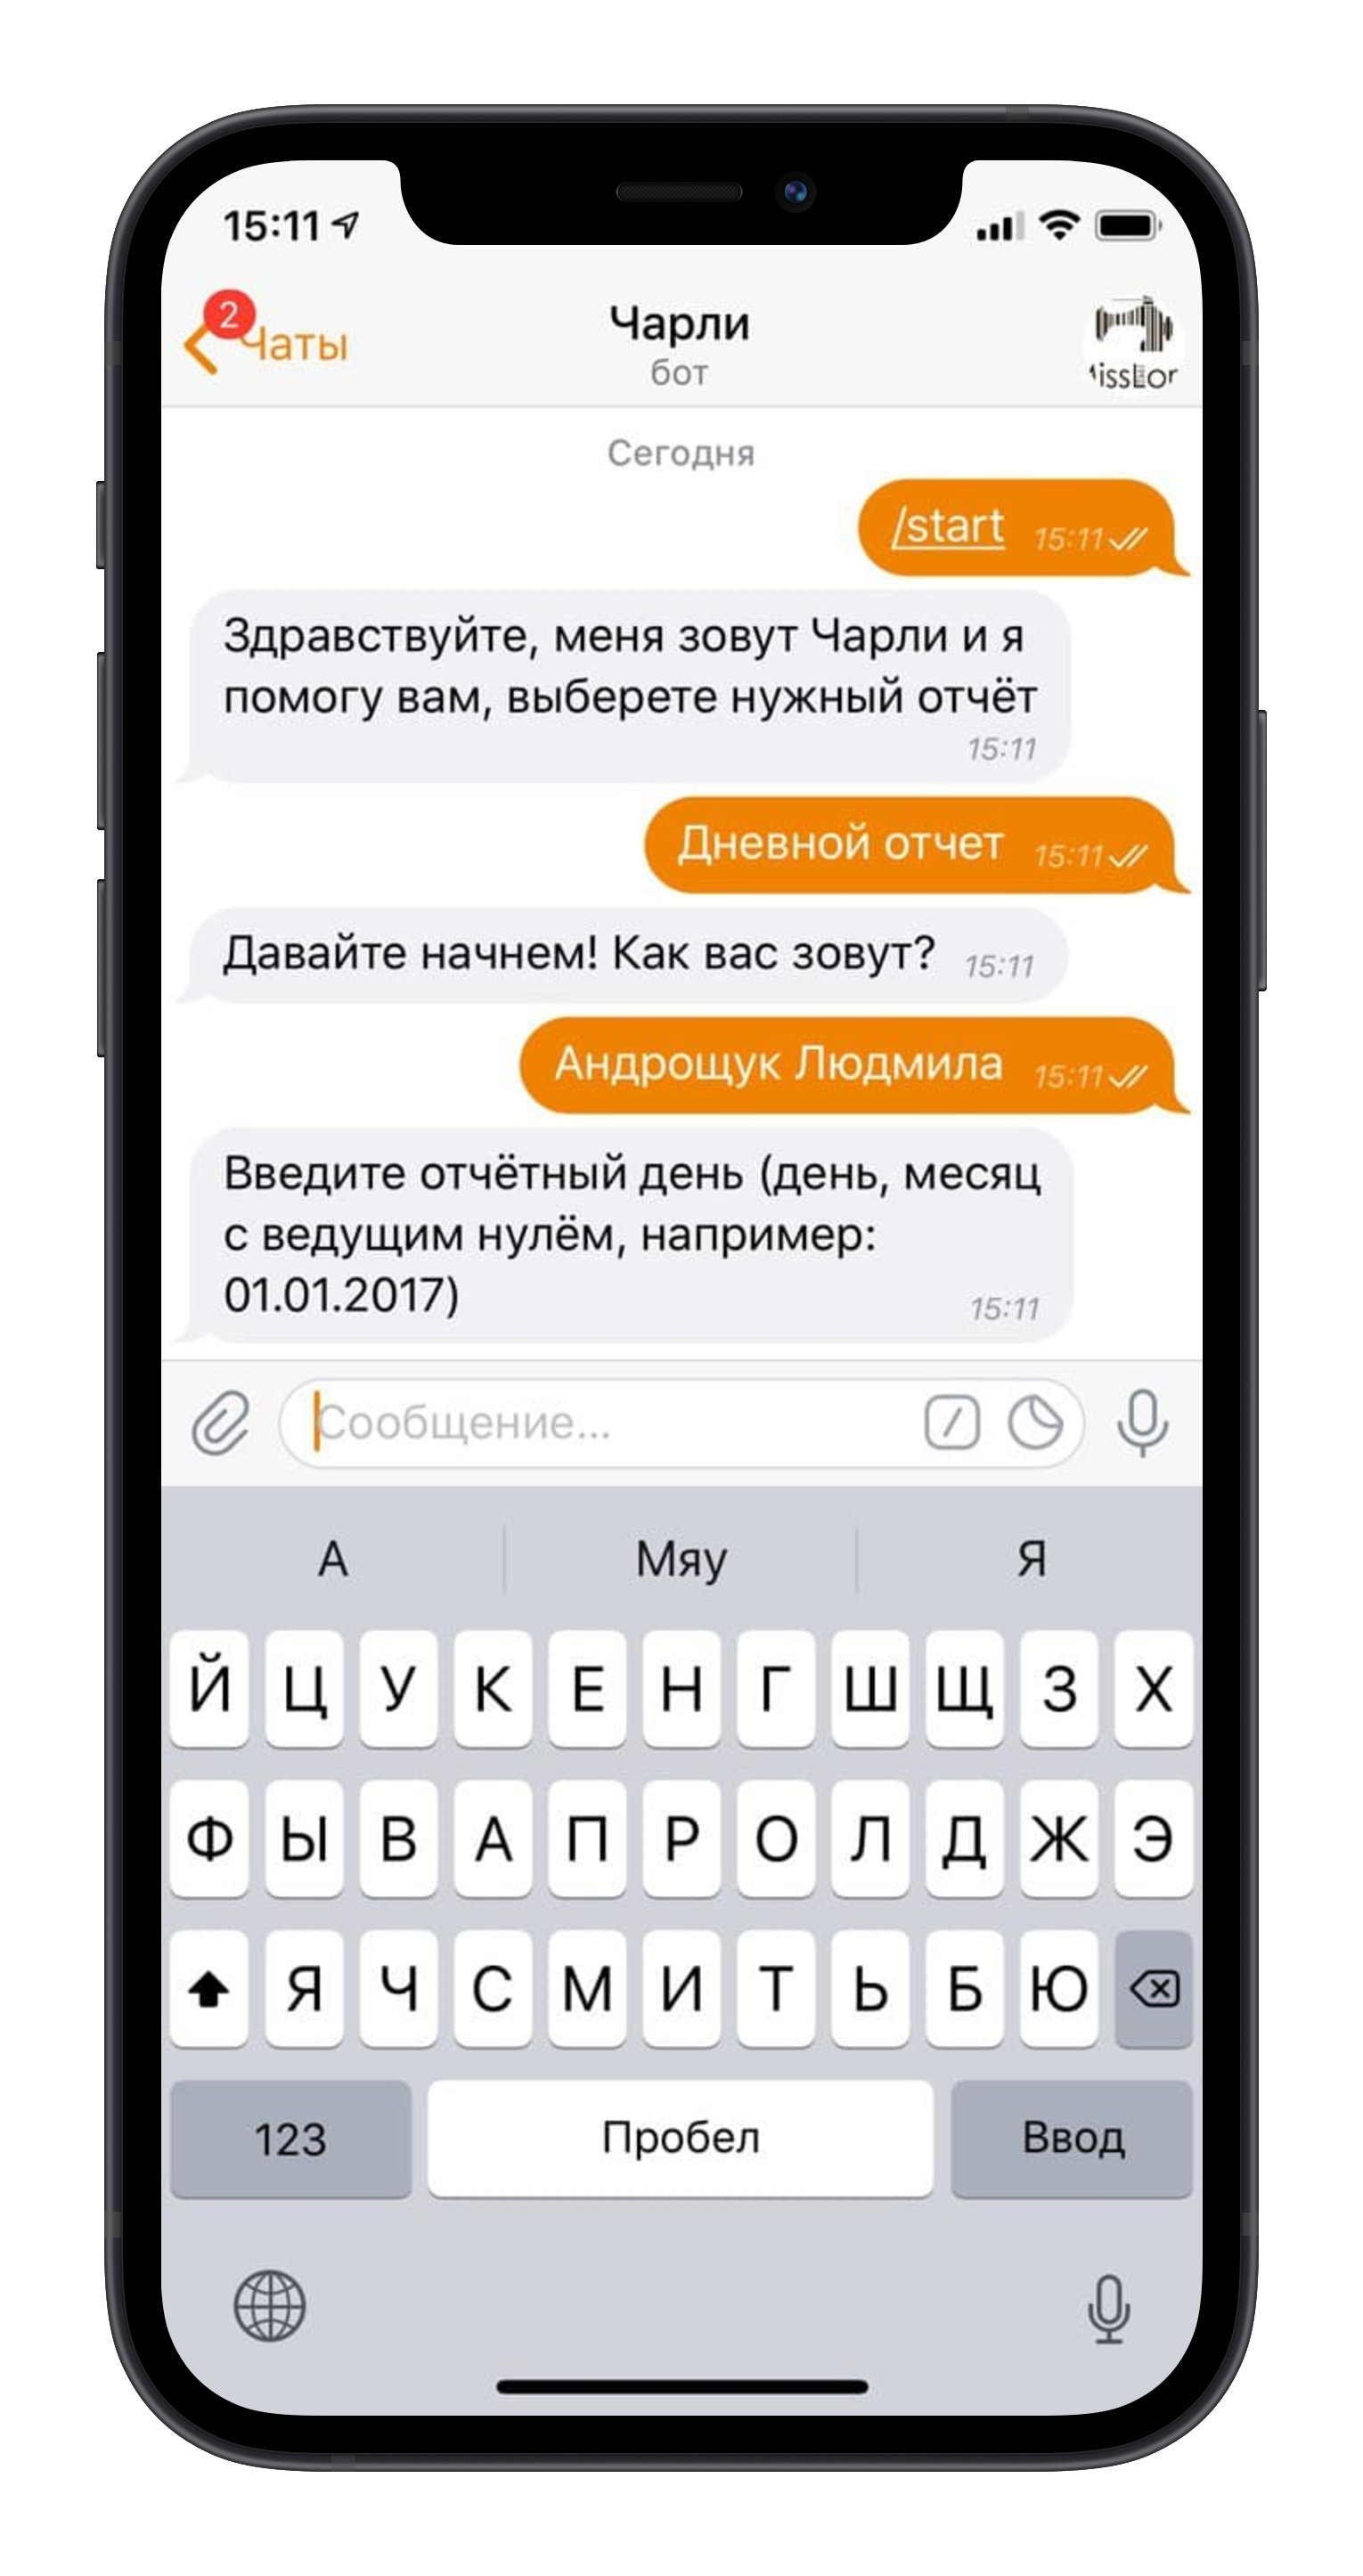 15:11
2
Чаты
Чарли
бот
Сегодня
/start 15:11
Здравствуйте, меня зовут Чарли и я
помогу вам, выберете нужный отчёт
15:11
Дневной отчет 15:11
Давайте начнем! Как вас зовут? 15:11
Андрощук Людмила 15:11
Введите отчётный день (день, месяц
с ведущим нулём, например:
01.01.2017) 15:11
Сообщение...
А Мяу Я
Й Ц У К Е Н Г Ш Щ З Х
Ф Ы В А П Р О Л Д Ж Э
Я Ч С М И Т Ь Б Ю
123 Пробел Ввод